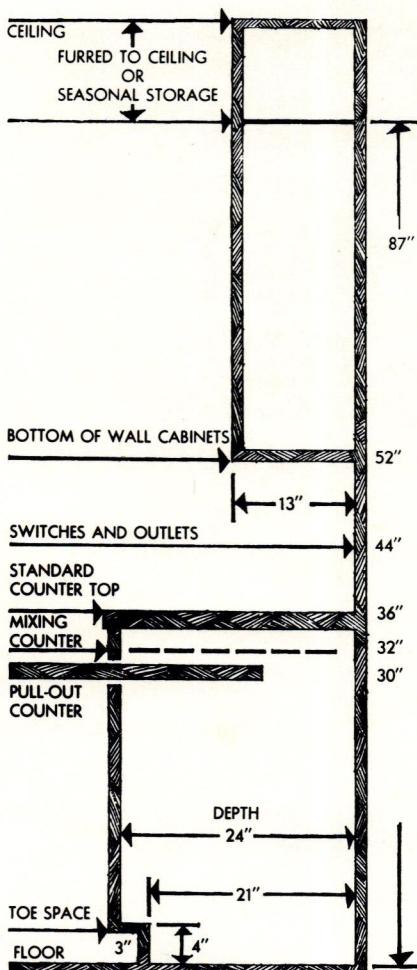 CEILING
FURRED TO CEILING
OR
SEASONAL STORAGE
87"
BOTTOM OF WALL CABINETS
52"
13"
SWITCHES AND OUTLETS
44"
STANDARD
COUNTER TOP
36"
MIXING
COUNTER
32"
30"
PULL-OUT
COUNTER
DEPTH
24"
21"
TOE SPACE
3"
4"
FLOOR